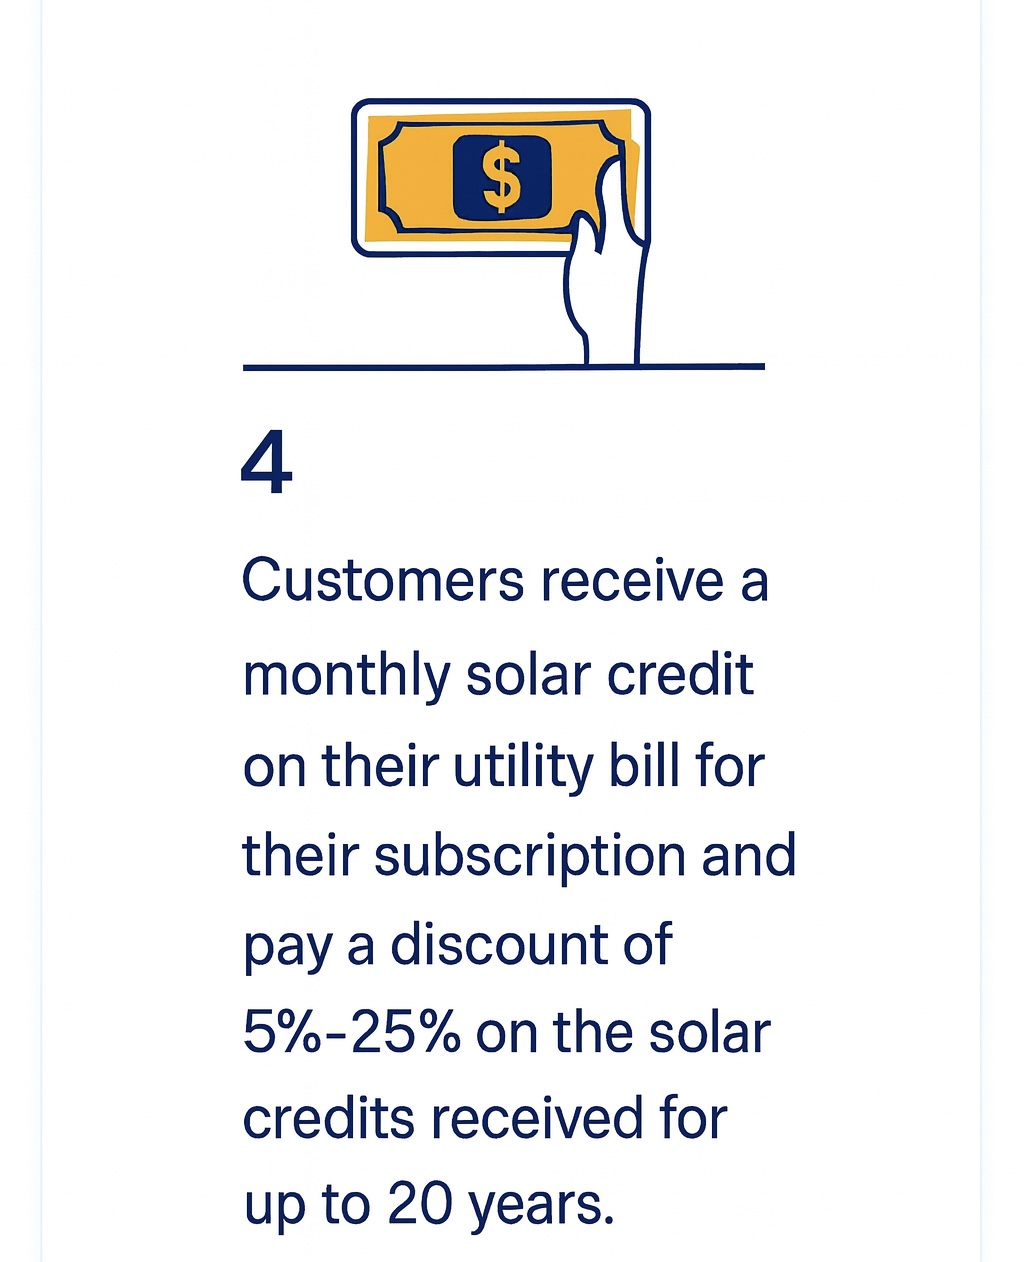 $
4
Customers receive a
monthly solar credit
on their utility bill for
their subscription and
pay a discount of
5%-25% on the solar
credits received for
up to 20 years.